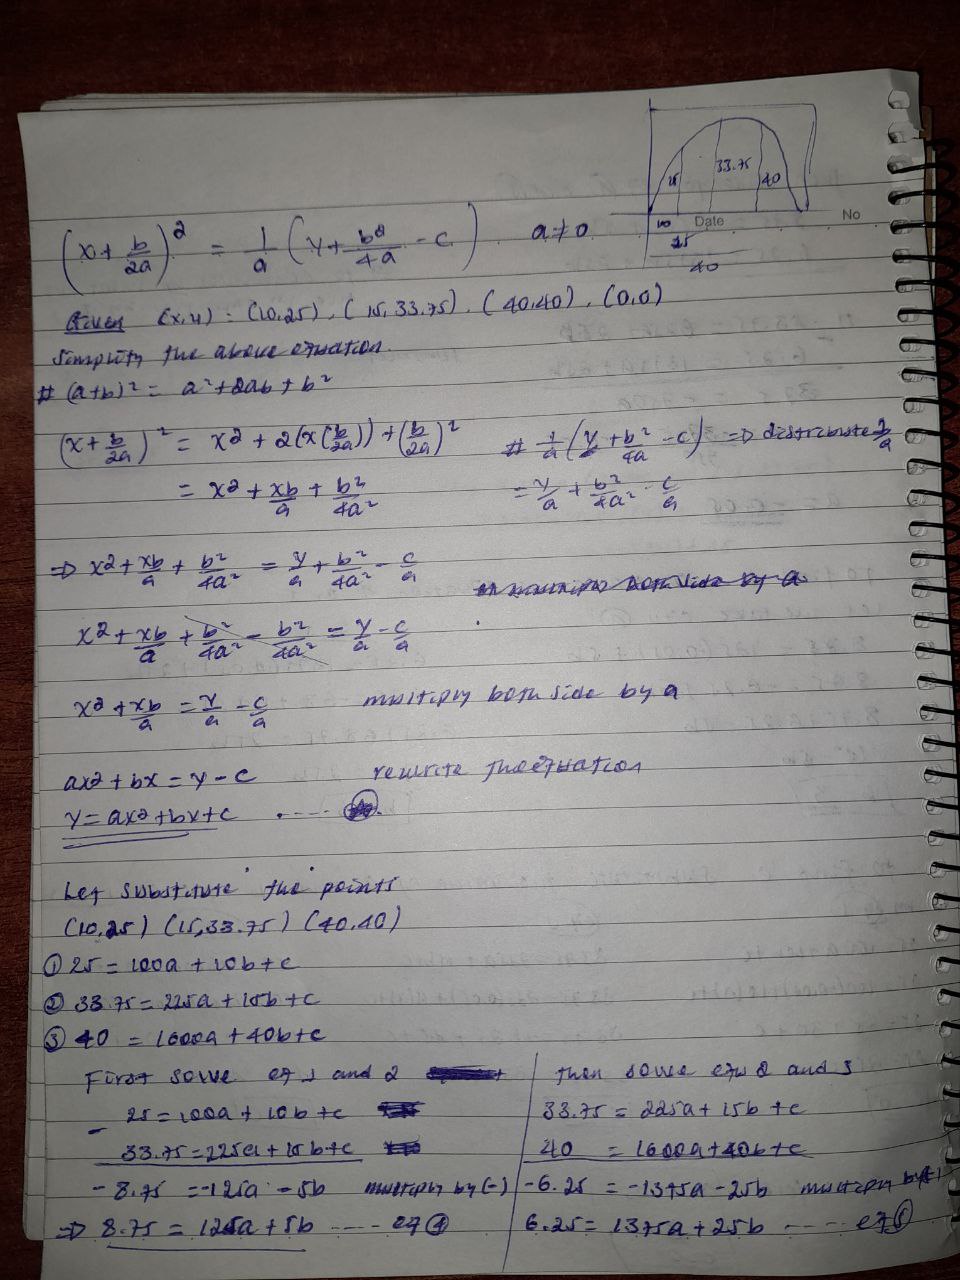 25 33.75 40
10 Date No
25
40
(x + b/2a)² = 1/a (y + b²/4a - c) a≠0
Given (x,y) = (10,25), (15,33.75), (40,40), (0,0)
Simplify the above equation.
# (a+b)² = a²+2ab+b²
(x + b/2a)² = x² + 2(x(b/2a)) + (b/2a)² # 1/a (y + b²/4a - c) => distribute 1/a
= x² + xb/a + b²/4a² = y/a + b²/4a² - c/a
=> x² + xb/a + b²/4a² = y/a + b²/4a² - c/a
x² + xb/a + b²/4a² - b²/4a² = y/a - c/a
x² + xb/a = y/a - c/a multiply both side by a
ax² + bx = y - c rewrite the equation
y = ax² + bx + c .----
Let substitute the points
(10,25) (15,33.75) (40,40)
① 25 = 100a + 10b + c
② 33.75 = 225a + 15b + c
③ 40 = 1600a + 40b + c
First solve eq 1 and 2 then solve eqn 2 and 3
- 25 = 100a + 10b + c 33.75 = 225a + 15b + c
33.75 = 225a + 15b + c 40 = 1600a + 40b + c
-8.75 = -125a - 5b multiply by (-) -6.25 = -1375a - 25b multiply by (-)
=> 8.75 = 125a + 5b ---- eq ④ 6.25 = 1375a + 25b ---- eq ⑤